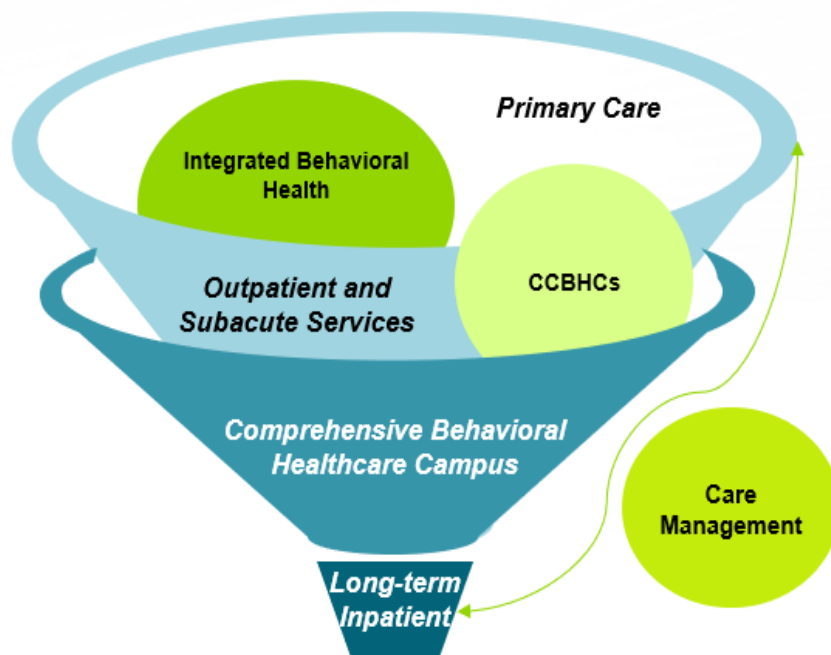 Primary Care
Integrated Behavioral
Health
CCBHCs
Outpatient and
Subacute Services
Comprehensive Behavioral
Healthcare Campus
Care
Management
Long-term
Inpatient